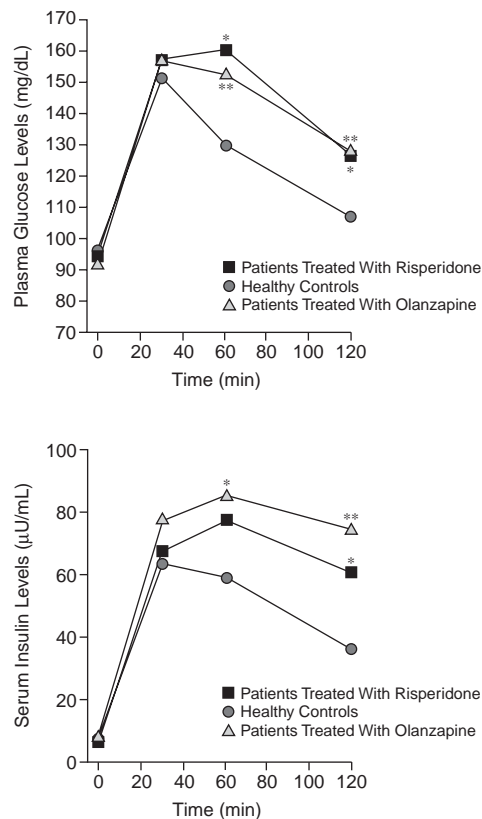 Plasma Glucose Levels (mg/dL)
170
160
150
140
130
120
110
100
90
80
70
*
**
**
*
Patients Treated With Risperidone
Healthy Controls
Patients Treated With Olanzapine
0 20 40 60 80 100 120
Time (min)
Serum Insulin Levels (µU/mL)
100
80
60
40
20
0
*
**
*
Patients Treated With Risperidone
Healthy Controls
Patients Treated With Olanzapine
0 20 40 60 80 100 120
Time (min)